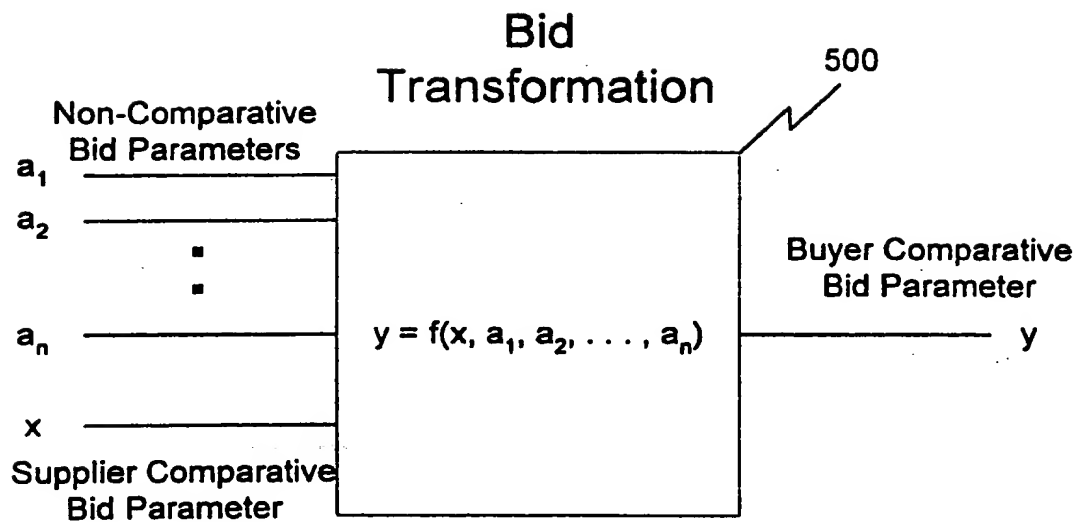 Bid
Transformation
500
Non-Comparative
Bid Parameters
a₁
a₂
aₙ
x
Supplier Comparative
Bid Parameter
y = f(x, a₁, a₂, . . . , aₙ)
Buyer Comparative
Bid Parameter
y